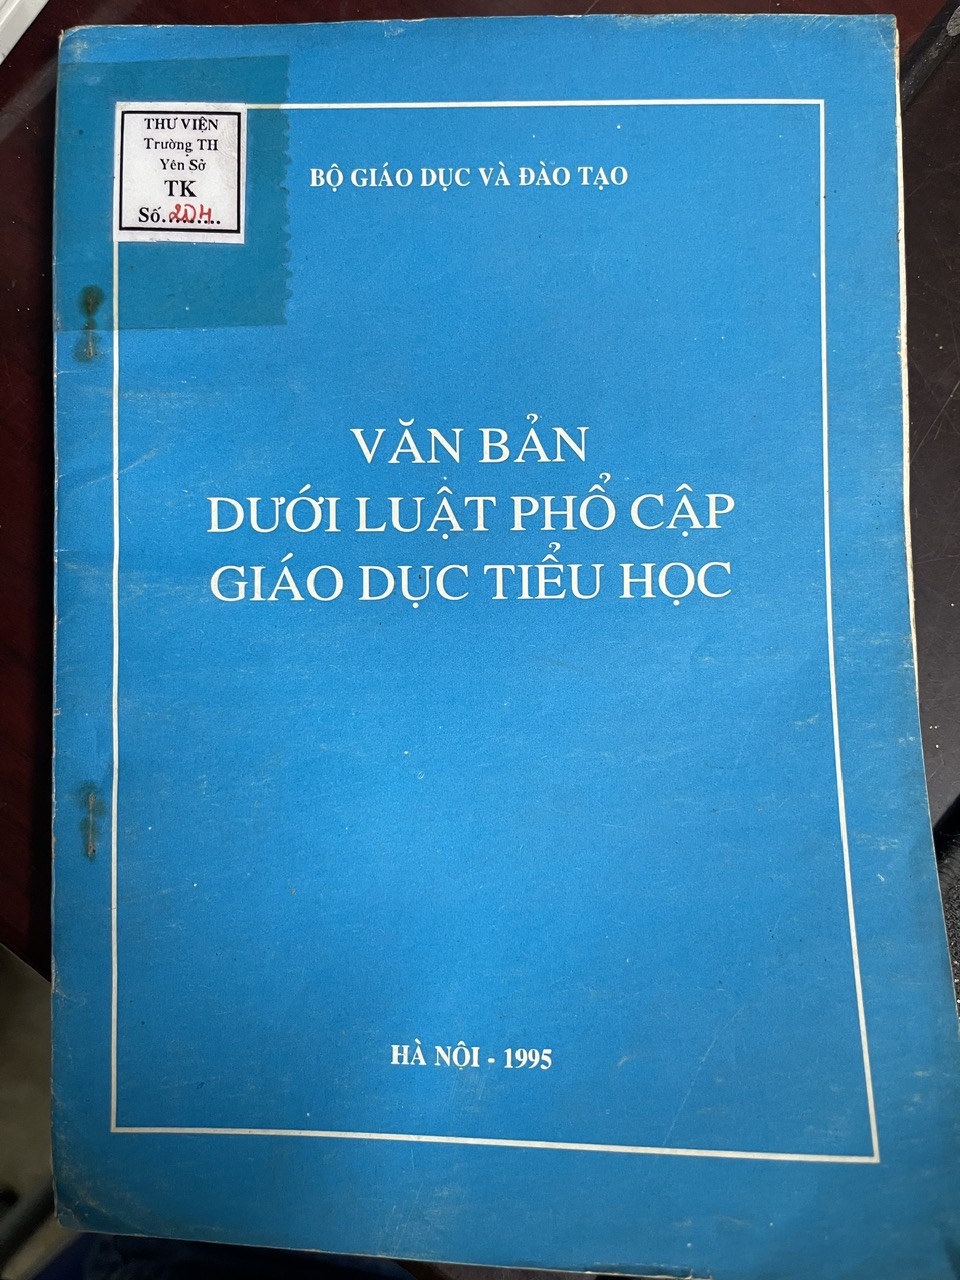 THƯ VIỆN
Trường TH
Yên Sở
TK
Số.204......
BỘ GIÁO DỤC VÀ ĐÀO TẠO
VĂN BẢN
DƯỚI LUẬT PHỔ CẬP
GIÁO DỤC TIỂU HỌC
HÀ NỘI - 1995